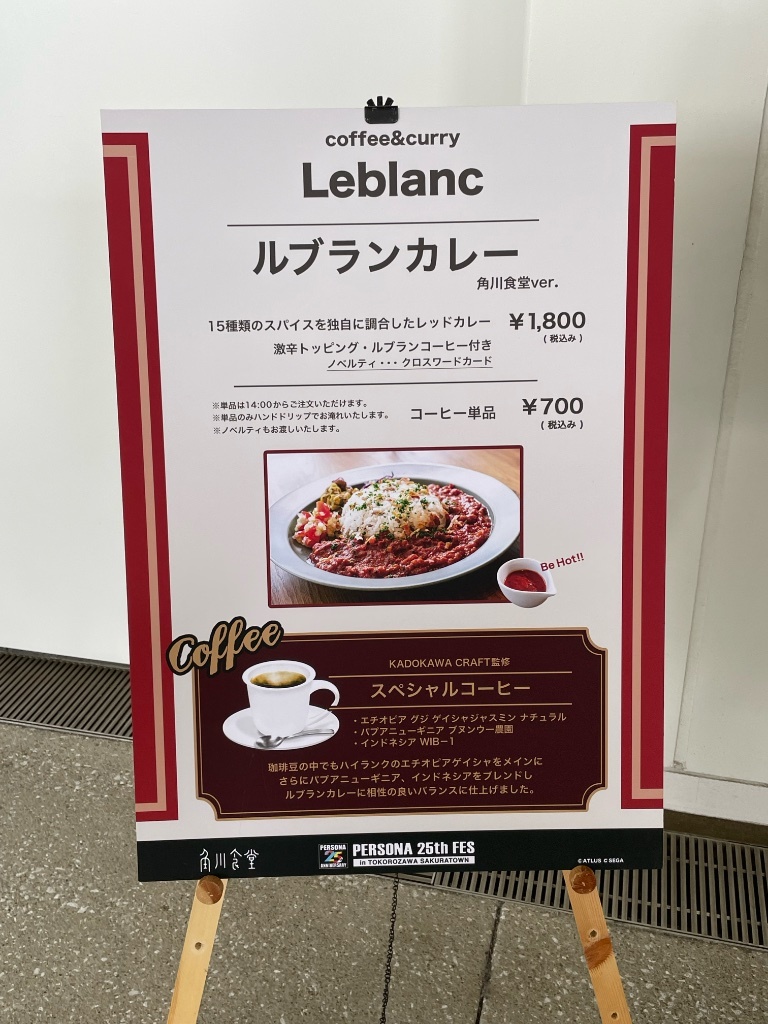 coffee&curry
Leblanc
ルブランカレー
角川食堂ver.
15種類のスパイスを独自に調合したレッドカレー ¥1,800
(税込み)
激辛トッピング・ルブランコーヒー付き
ノベルティ・・・クロスワードカード
※単品は14:00からご注文いただけます。
※単品のみハンドドリップでお淹れいたします。
※ノベルティもお渡しいたします。
コーヒー単品 ¥700
(税込み)
Be Hot!!
Coffee
KADOKAWA CRAFT監修
スペシャルコーヒー
・エチオピア グジ ゲイシャジャスミン ナチュラル
・パプアニューギニア ブヌンウー農園
・インドネシア WIB-1
珈琲豆の中でもハイランクのエチオピアゲイシャをメインに
さらにパプアニューギニア、インドネシアをブレンドし
ルブランカレーに相性の良いバランスに仕上げました。
角川食堂
PERSONA
25
ANNIVERSARY
PERSONA 25th FES
in TOKOROZAWA SAKURATOWN
©ATLUS ©SEGA